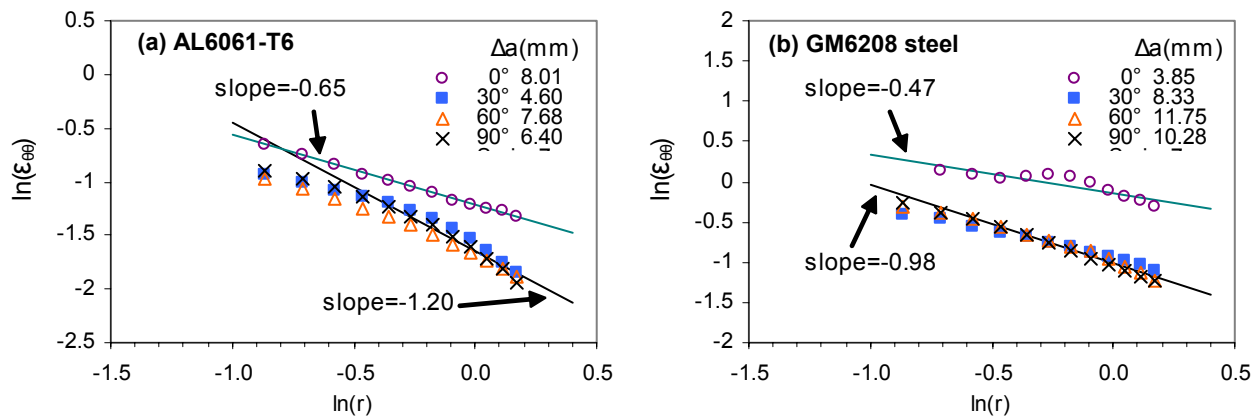 (a) AL6061-T6
Δa(mm)
0° 8.01
30° 4.60
60° 7.68
90° 6.40
slope=-0.65
slope=-1.20
0.5
0
-0.5
-1
-1.5
-2
-2.5
ln(εθθ)
-1.5 -1.0 -0.5 0.0 0.5
ln(r)
(b) GM6208 steel
Δa(mm)
0° 3.85
30° 8.33
60° 11.75
90° 10.28
slope=-0.47
slope=-0.98
2
1.5
1
0.5
0
-0.5
-1
-1.5
-2
ln(εθθ)
-1.5 -1.0 -0.5 0.0 0.5
ln(r)